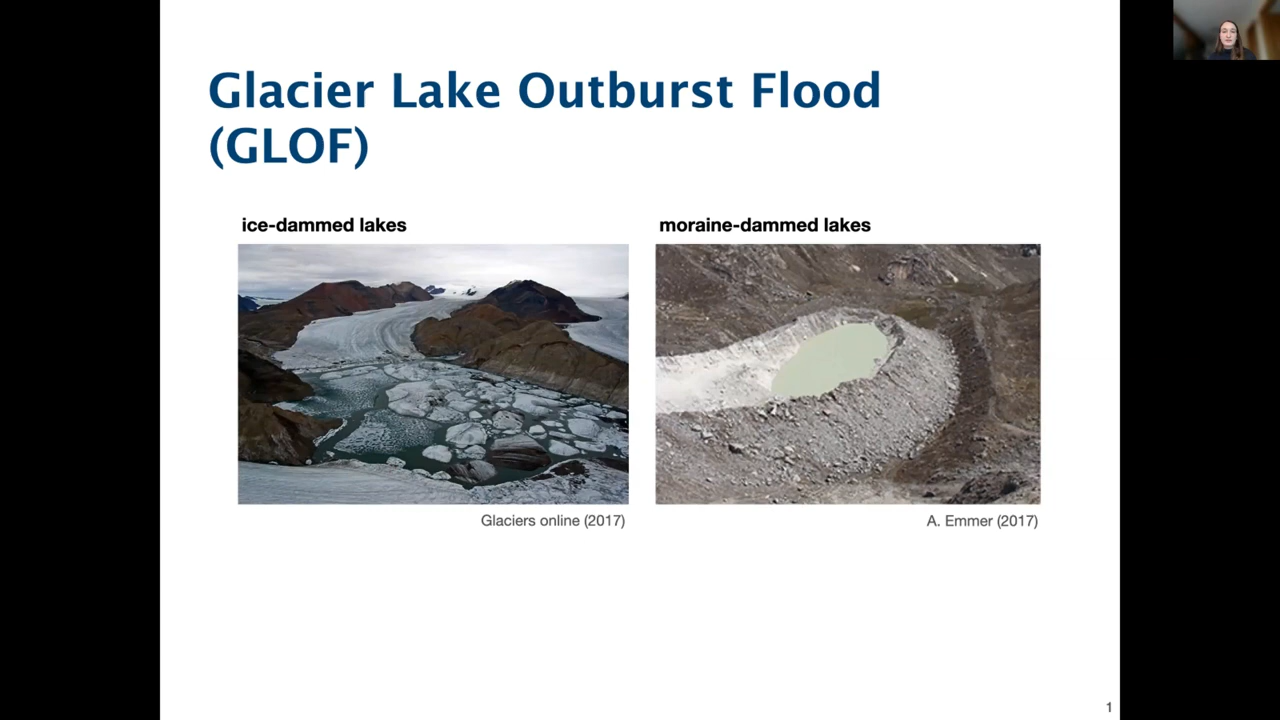 Glacier Lake Outburst Flood
(GLOF)
ice-dammed lakes
moraine-dammed lakes
Glaciers online (2017)
A. Emmer (2017)
1